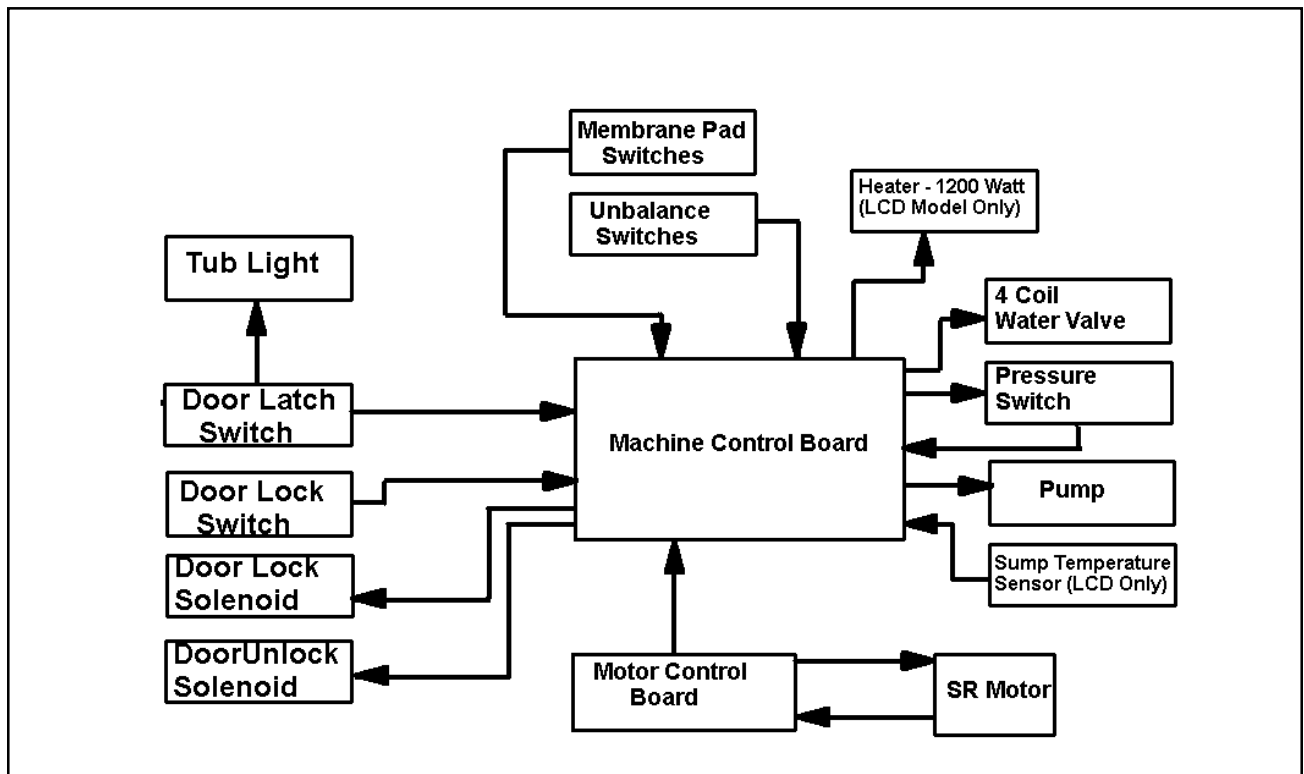 Membrane Pad
Switches
Heater - 1200 Watt
(LCD Model Only)
Unbalance
Switches
Tub Light
4 Coil
Water Valve
Door Latch
Switch
Pressure
Switch
Machine Control Board
Door Lock
Switch
Pump
Door Lock
Solenoid
Sump Temperature
Sensor (LCD Only)
DoorUnlock
Solenoid
Motor Control
Board
SR Motor